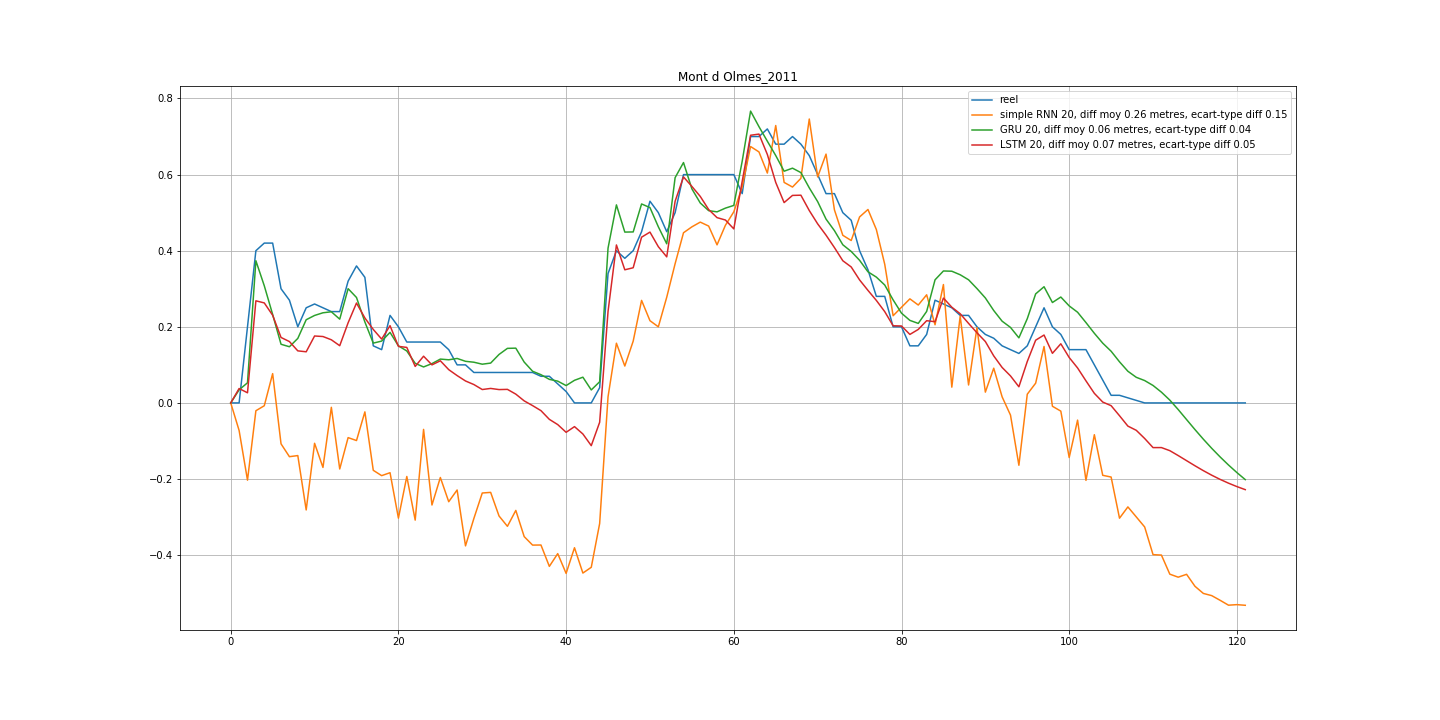 Mont d Olmes_2011
reel
simple RNN 20, diff moy 0.26 metres, ecart-type diff 0.15
GRU 20, diff moy 0.06 metres, ecart-type diff 0.04
LSTM 20, diff moy 0.07 metres, ecart-type diff 0.05
0.8
0.6
0.4
0.2
0.0
−0.2
−0.4
0 20 40 60 80 100 120